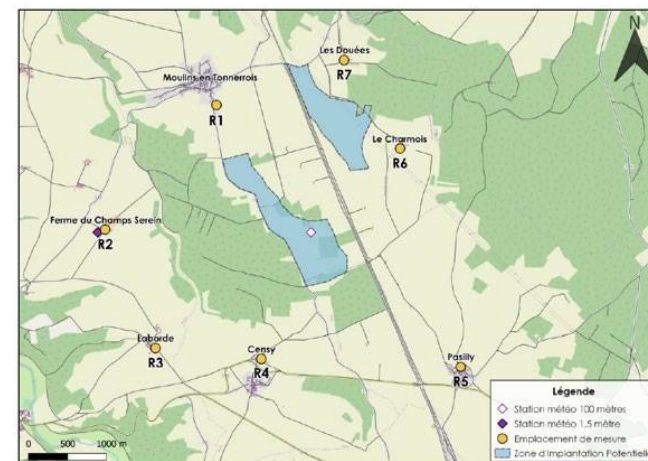 N
Les Douées
R7
Moulins en Tonnerrois
R1
Le Charmois
R6
Ferme du Champs Serein
R2
Laborde
R3
Censy
R4
Pasilly
R5
Légende
Station météo 100 mètres
Station météo 1,5 mètre
Emplacement de mesure
Zone d'Implantation Potentielle
0 500 1000 m